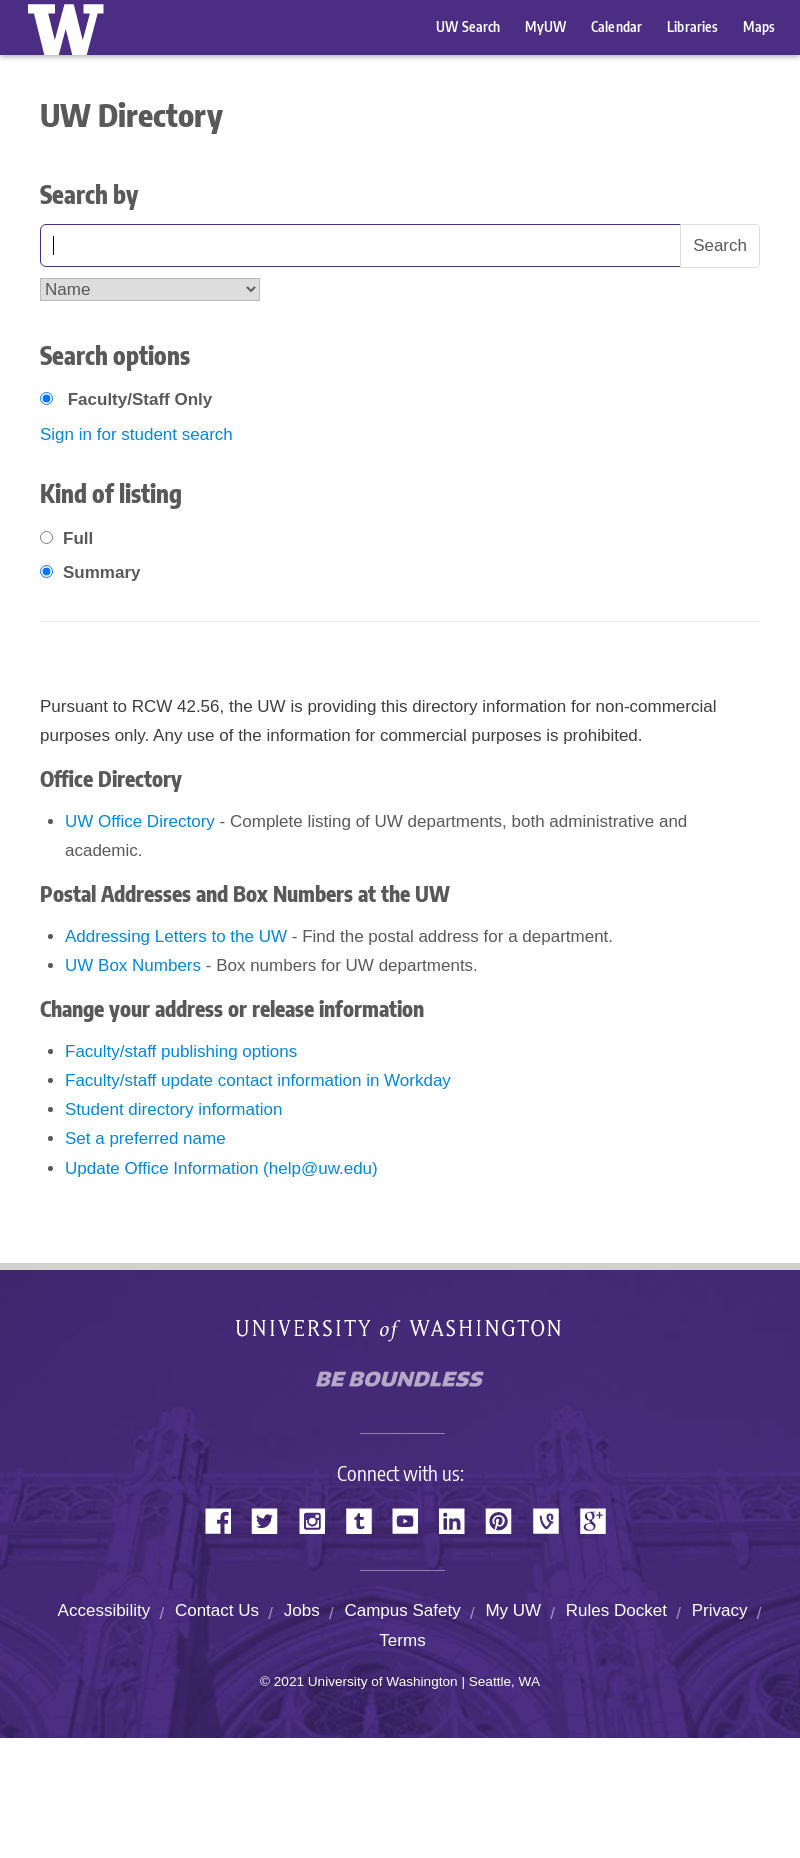 W
UW Search MyUW Calendar Libraries Maps
UW Directory
Search by
Search
Name
Search options
Faculty/Staff Only
Sign in for student search
Kind of listing
Full
Summary
Pursuant to RCW 42.56, the UW is providing this directory information for non-commercial
purposes only. Any use of the information for commercial purposes is prohibited.
Office Directory
• UW Office Directory - Complete listing of UW departments, both administrative and
academic.
Postal Addresses and Box Numbers at the UW
• Addressing Letters to the UW - Find the postal address for a department.
• UW Box Numbers - Box numbers for UW departments.
Change your address or release information
• Faculty/staff publishing options
• Faculty/staff update contact information in Workday
• Student directory information
• Set a preferred name
• Update Office Information (help@uw.edu)
UNIVERSITY of WASHINGTON
BE BOUNDLESS
Connect with us:
Accessibility / Contact Us / Jobs / Campus Safety / My UW / Rules Docket / Privacy /
Terms
© 2021 University of Washington | Seattle, WA